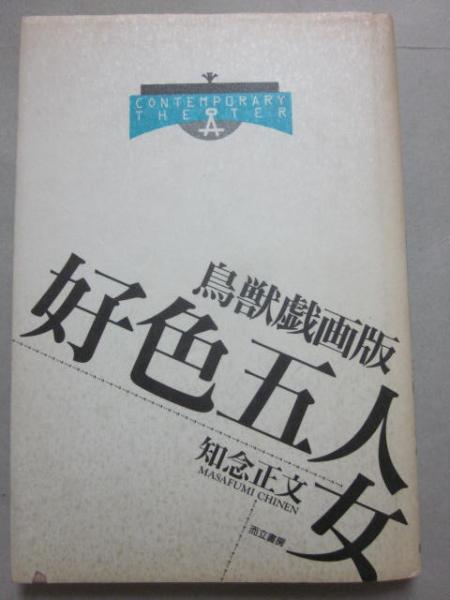 CONTEMPORARY
THEATER
鳥獣戯画版
好色五人女
知念正文
MASAFUMI CHINEN
而立書房